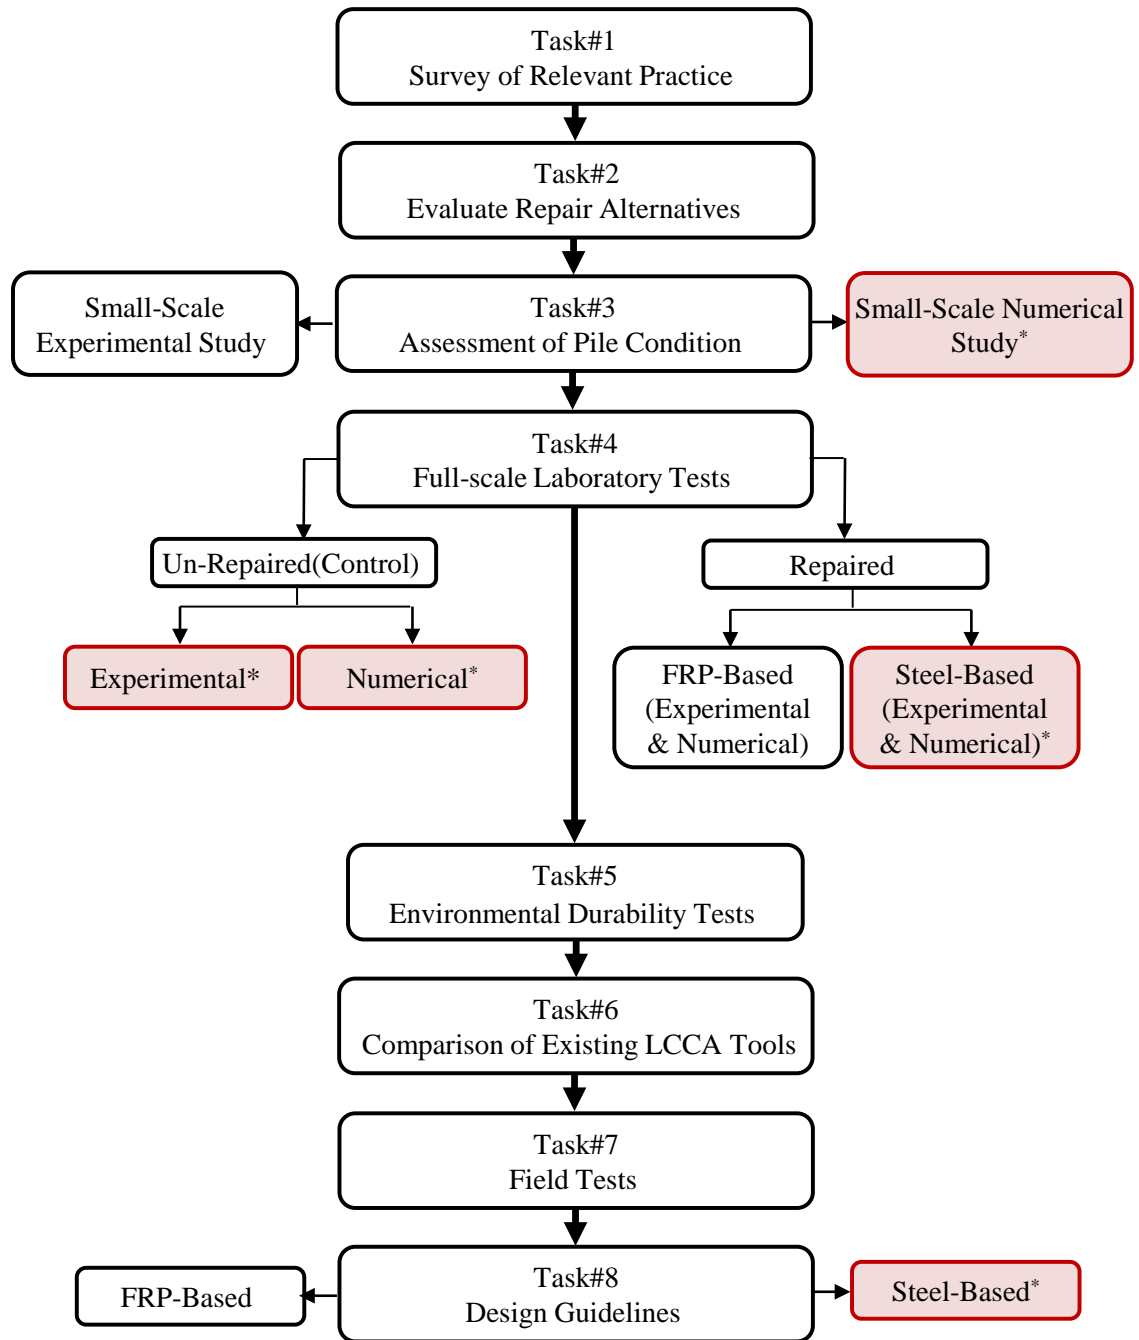 Task#1
Survey of Relevant Practice
Task#2
Evaluate Repair Alternatives
Small-Scale
Experimental Study
Task#3
Assessment of Pile Condition
Small-Scale Numerical
Study*
Task#4
Full-scale Laboratory Tests
Un-Repaired(Control)
Repaired
Experimental*
Numerical*
FRP-Based
(Experimental
& Numerical)
Steel-Based
(Experimental
& Numerical)*
Task#5
Environmental Durability Tests
Task#6
Comparison of Existing LCCA Tools
Task#7
Field Tests
FRP-Based
Task#8
Design Guidelines
Steel-Based*